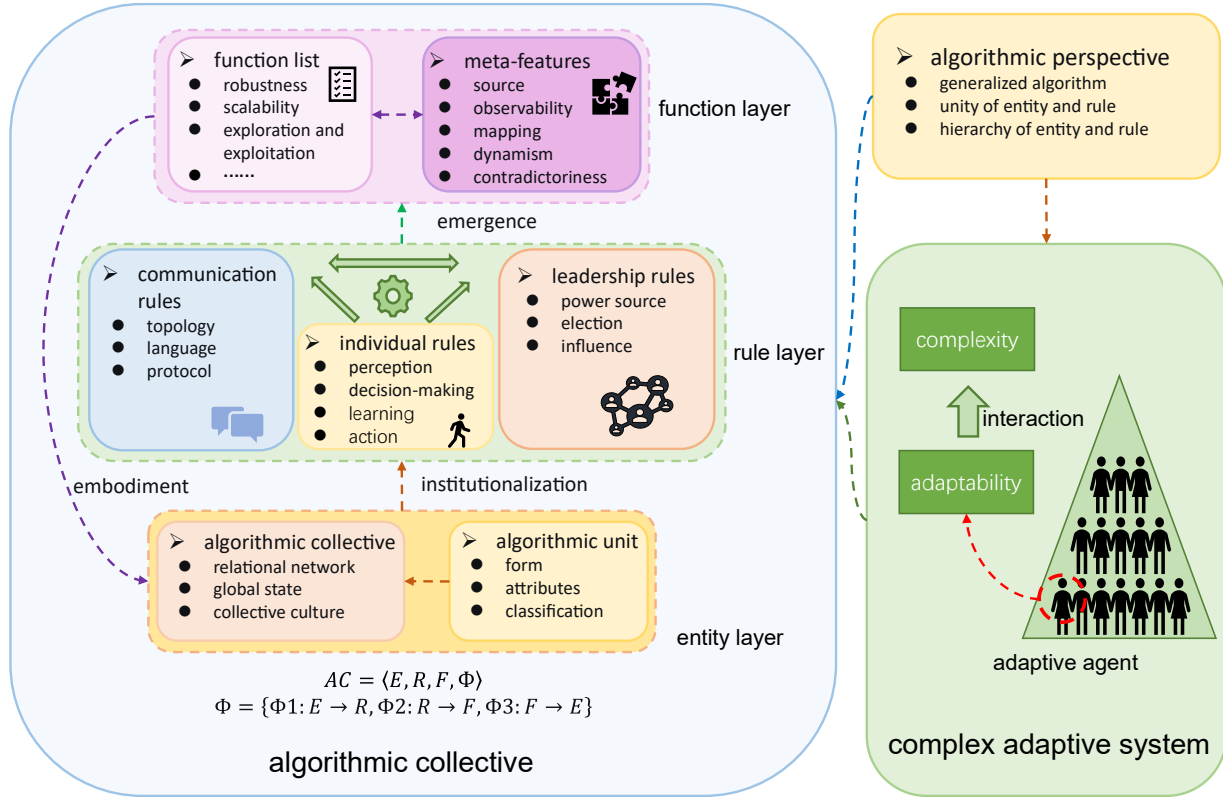 function list
robustness
scalability
exploration and
exploitation
......
meta-features
source
observability
mapping
dynamism
contradictoriness
function layer
emergence
communication
rules
topology
language
protocol
individual rules
perception
decision-making
learning
action
leadership rules
power source
election
influence
rule layer
embodiment
institutionalization
algorithmic collective
relational network
global state
collective culture
algorithmic unit
form
attributes
classification
entity layer
AC = ⟨E, R, F, Φ⟩
Φ = {Φ1: E → R, Φ2: R → F, Φ3: F → E}
algorithmic collective
algorithmic perspective
generalized algorithm
unity of entity and rule
hierarchy of entity and rule
complexity
interaction
adaptability
adaptive agent
complex adaptive system